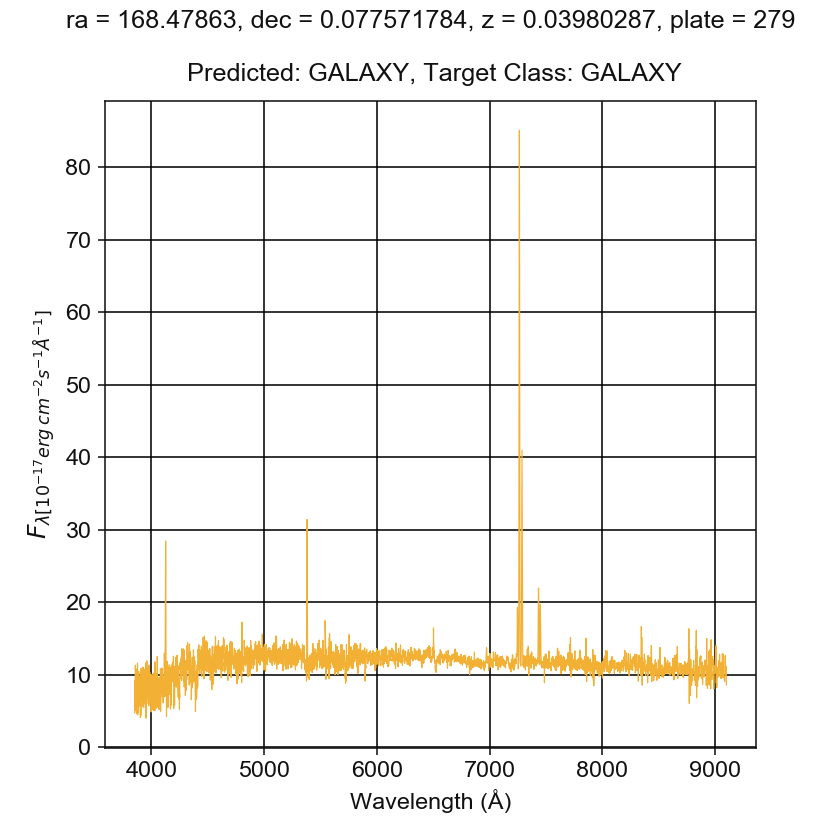 ra = 168.47863, dec = 0.077571784, z = 0.03980287, plate = 279
Predicted: GALAXY, Target Class: GALAXY
80
70
60
50
40
30
20
10
0
F_{λ[10^{−17} erg cm^{−2} s^{−1} Å^{−1}]}
4000 5000 6000 7000 8000 9000
Wavelength (Å)